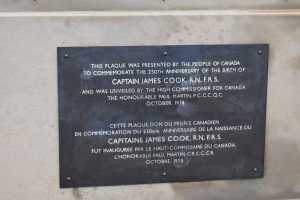 THIS PLAQUE WAS PRESENTED BY THE PEOPLE OF CANADA
TO COMMEMORATE THE 250TH ANNIVERSARY OF THE BIRTH OF
CAPTAIN JAMES COOK, R.N., F.R.S.
AND WAS UNVEILED BY THE HIGH COMMISSIONER FOR CANADA
THE HONOURABLE PAUL MARTIN P.C., C.C., Q.C.
OCTOBER, 1978
CETTE PLAQUE DON DU PEUPLE CANADIEN
EN COMMEMORATION DU 250e ANNIVERSAIRE DE LA NAISSANCE DU
CAPITAINE JAMES COOK, R.N., F.R.S.
FUT INAUGUREE PAR LE HAUT-COMMISSAIRE DU CANADA,
L'HONORABLE PAUL MARTIN
OCTOBRE, 1978